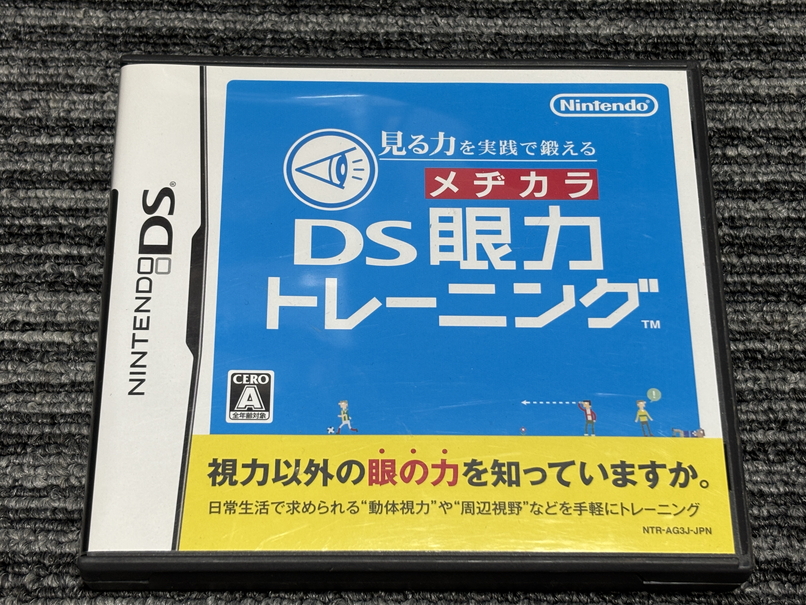 Nintendo
見る力を実践で鍛える
メヂカラ
DS眼力
トレーニング™
NINTENDO DS®
CERO
A
全年齢対象
!
視力以外の眼の力を知っていますか。
日常生活で求められる“動体視力”や“周辺視野”などを手軽にトレーニング
NTR-AG3J-JPN